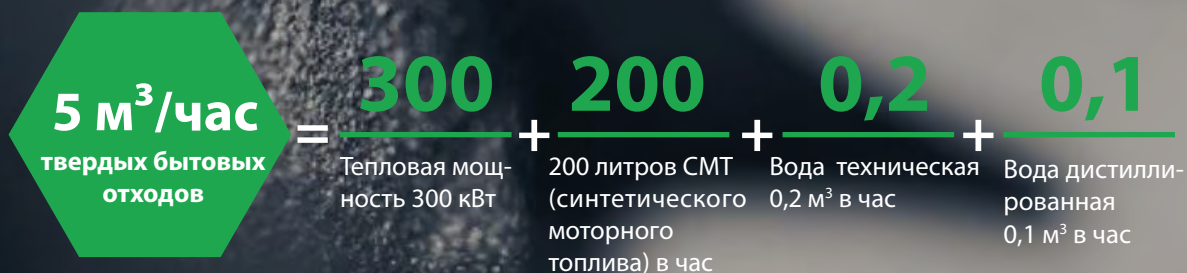 5 м³/час
твердых бытовых
отходов
=
300
Тепловая мощ-
ность 300 кВт
+
200
200 литров СМТ
(синтетического
моторного
топлива) в час
+
0,2
Вода техническая
0,2 м³ в час
+
0,1
Вода дистилли-
рованная
0,1 м³ в час